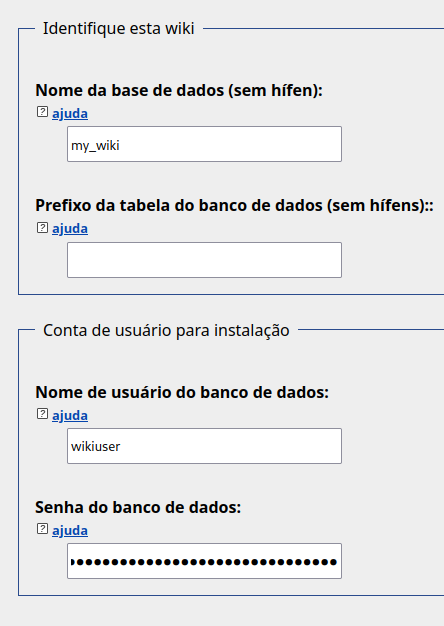 Identifique esta wiki
Nome da base de dados (sem hífen):
? ajuda
my_wiki
Prefixo da tabela do banco de dados (sem hífens)::
? ajuda
Conta de usuário para instalação
Nome de usuário do banco de dados:
? ajuda
wikiuser
Senha do banco de dados:
? ajuda